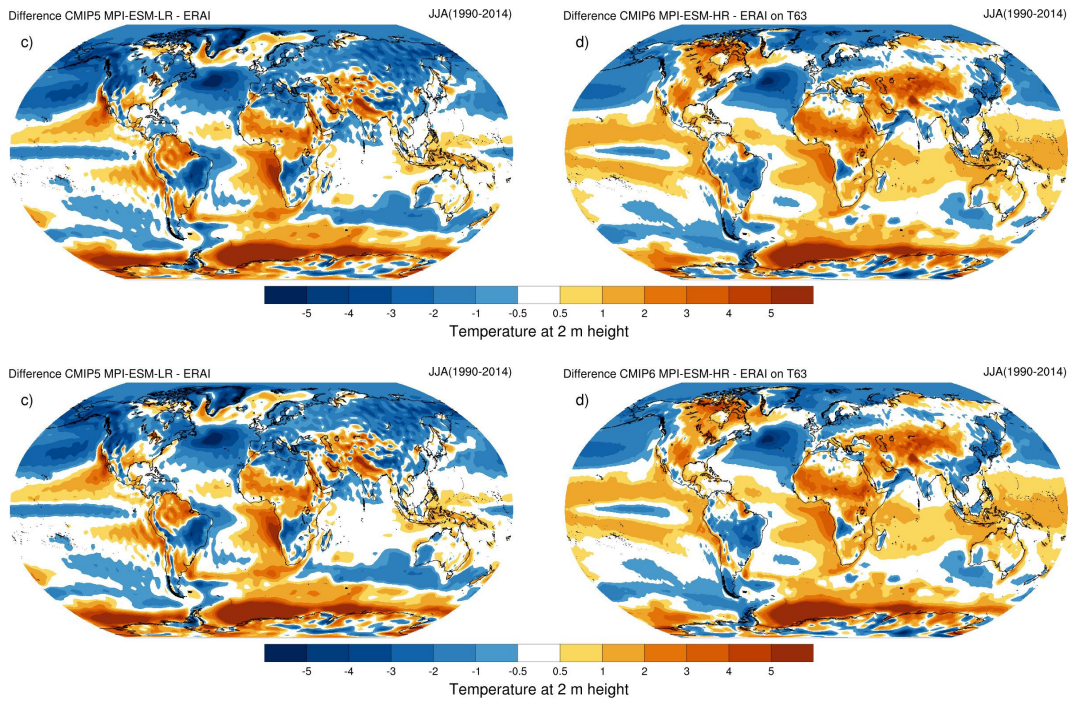 Difference CMIP5 MPI-ESM-LR - ERAI
JJA(1990-2014)
Difference CMIP6 MPI-ESM-HR - ERAI on T63
JJA(1990-2014)
c)
d)
-5 -4 -3 -2 -1 -0.5 0.5 1 2 3 4 5
Temperature at 2 m height
Difference CMIP5 MPI-ESM-LR - ERAI
JJA(1990-2014)
Difference CMIP6 MPI-ESM-HR - ERAI on T63
JJA(1990-2014)
c)
d)
-5 -4 -3 -2 -1 -0.5 0.5 1 2 3 4 5
Temperature at 2 m height